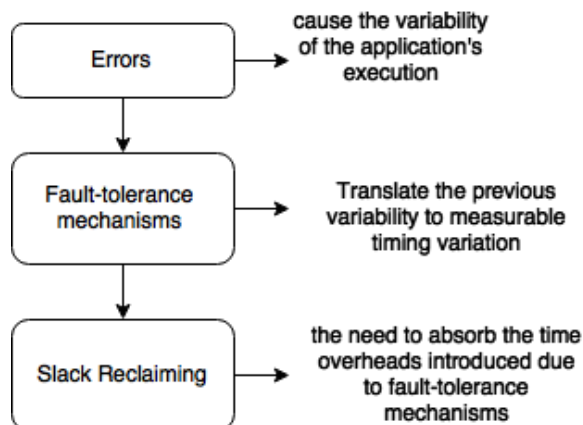 Errors
cause the variability
of the application's
execution
Fault-tolerance
mechanisms
Translate the previous
variability to measurable
timing variation
Slack Reclaiming
the need to absorb the time
overheads introduced due
to fault-tolerance
mechanisms